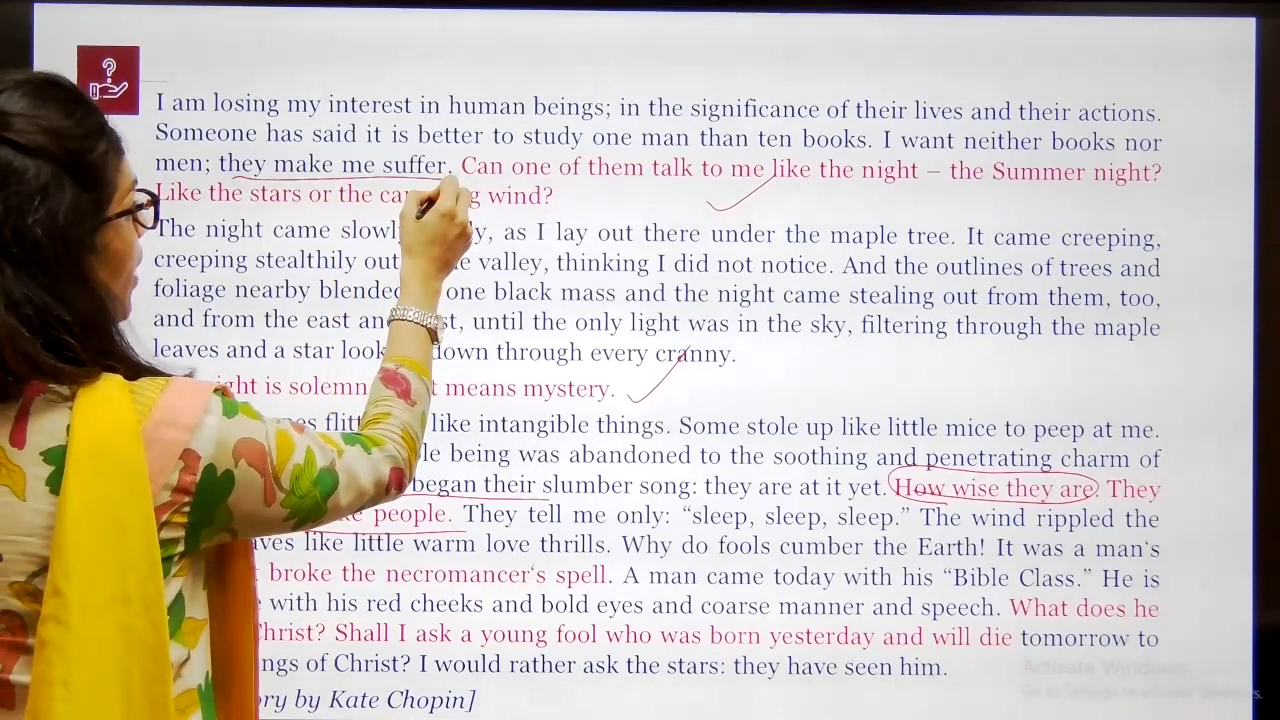 ?
I am losing my interest in human beings; in the significance of their lives and their actions.
Someone has said it is better to study one man than ten books. I want neither books nor
men; they make me suffer. Can one of them talk to me like the night – the Summer night?
Like the stars or the wind?
The night came as I lay out there under the maple tree. It came creeping,
creeping stealthily out valley, thinking I did not notice. And the outlines of trees and
foliage nearby one black mass and the night came stealing out from them, too,
and from the east until the only light was in the sky, filtering through the maple
leaves and a star down through every cranny.
is solemn means mystery.
like intangible things. Some stole up like little mice to peep at me.
being was abandoned to the soothing and penetrating charm of
began their slumber song: they are at it yet. How wise they are. They
people. They tell me only: “sleep, sleep, sleep.” The wind rippled the
like little warm love thrills. Why do fools cumber the Earth! It was a man‘s
broke the necromancer‘s spell. A man came today with his “Bible Class.” He is
with his red cheeks and bold eyes and coarse manner and speech. What does he
Christ? Shall I ask a young fool who was born yesterday and will die tomorrow to
of Christ? I would rather ask the stars: they have seen him.
by Kate Chopin]
Activate Windows
Go to Settings to activate Windows.